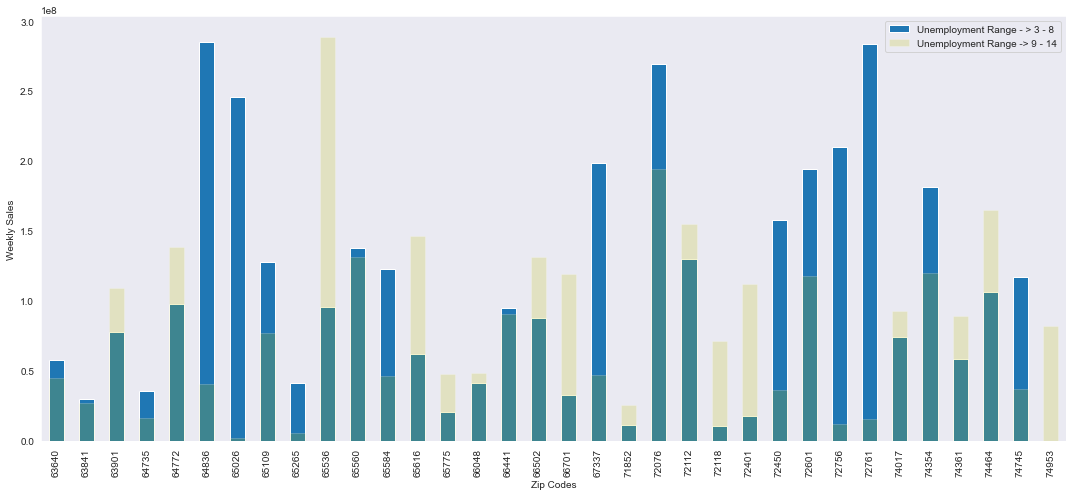 1e8
3.0
2.5
2.0
1.5
1.0
0.5
0.0
Weekly Sales
Unemployment Range - > 3 - 8
Unemployment Range -> 9 - 14
63640 63841 63901 64735 64772 64836 65026 65109 65265 65536 65560 65584 65616 65775 66048 66441 66502 66701 67337 71852 72076 72112 72118 72401 72450 72601 72756 72761 74017 74354 74361 74464 74745 74953
Zip Codes